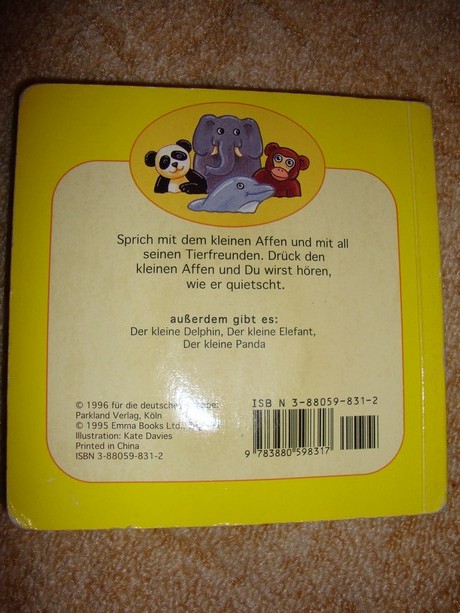 Sprich mit dem kleinen Affen und mit all
seinen Tierfreunden. Drück den
kleinen Affen und Du wirst hören,
wie er quietscht.
außerdem gibt es:
Der kleine Delphin, Der kleine Elefant,
Der kleine Panda
© 1996 für die deutsche
Parkland Verlag, Köln
© 1995 Emma Books Ltd.,
Illustration: Kate Davies
Printed in China
ISBN 3-88059-831-2
ISBN 3-88059-831-2
9 783880 598317